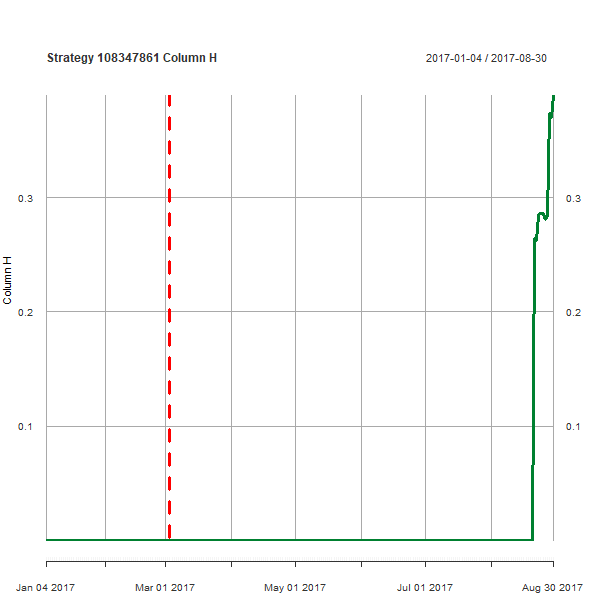 Strategy 108347861 Column H
2017-01-04 / 2017-08-30
Column H
0.3
0.3
0.2
0.2
0.1
0.1
Jan 04 2017
Mar 01 2017
May 01 2017
Jul 01 2017
Aug 30 2017